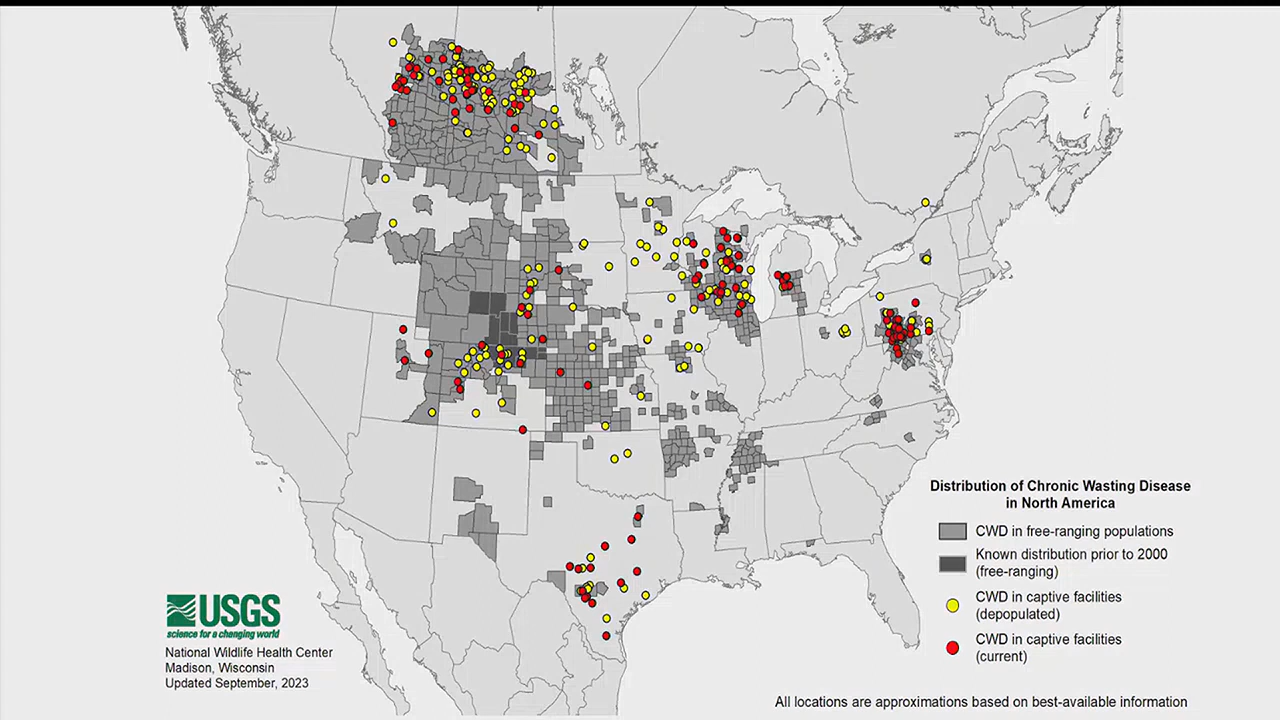 Distribution of Chronic Wasting Disease
in North America
CWD in free-ranging populations
Known distribution prior to 2000
(free-ranging)
CWD in captive facilities
(depopulated)
CWD in captive facilities
(current)
USGS
science for a changing world
National Wildlife Health Center
Madison, Wisconsin
Updated September, 2023
All locations are approximations based on best-available information